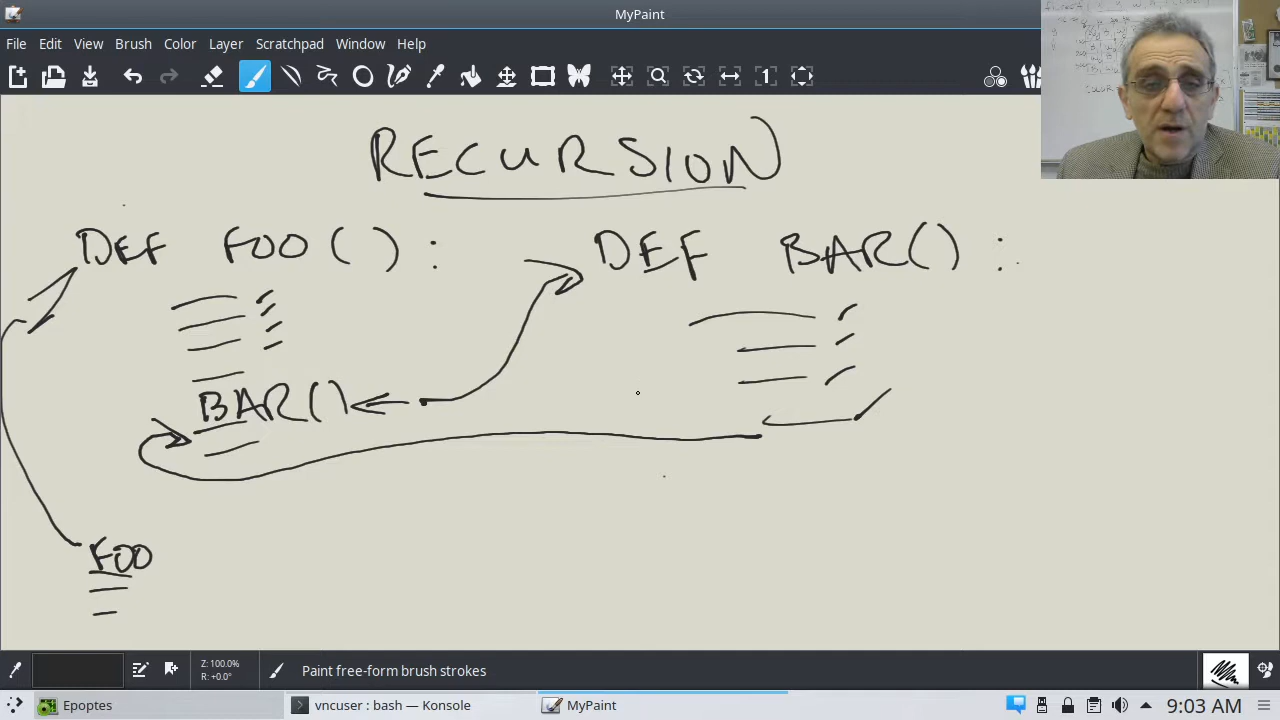 MyPaint
File Edit View Brush Color Layer Scratchpad Window Help
RECURSION
DEF FOO():
DEF BAR():
BAR()
FOO
Z: 100.0%
R: +0.0°
Paint free-form brush strokes
Epoptes
vncuser : bash — Konsole
MyPaint
9:03 AM